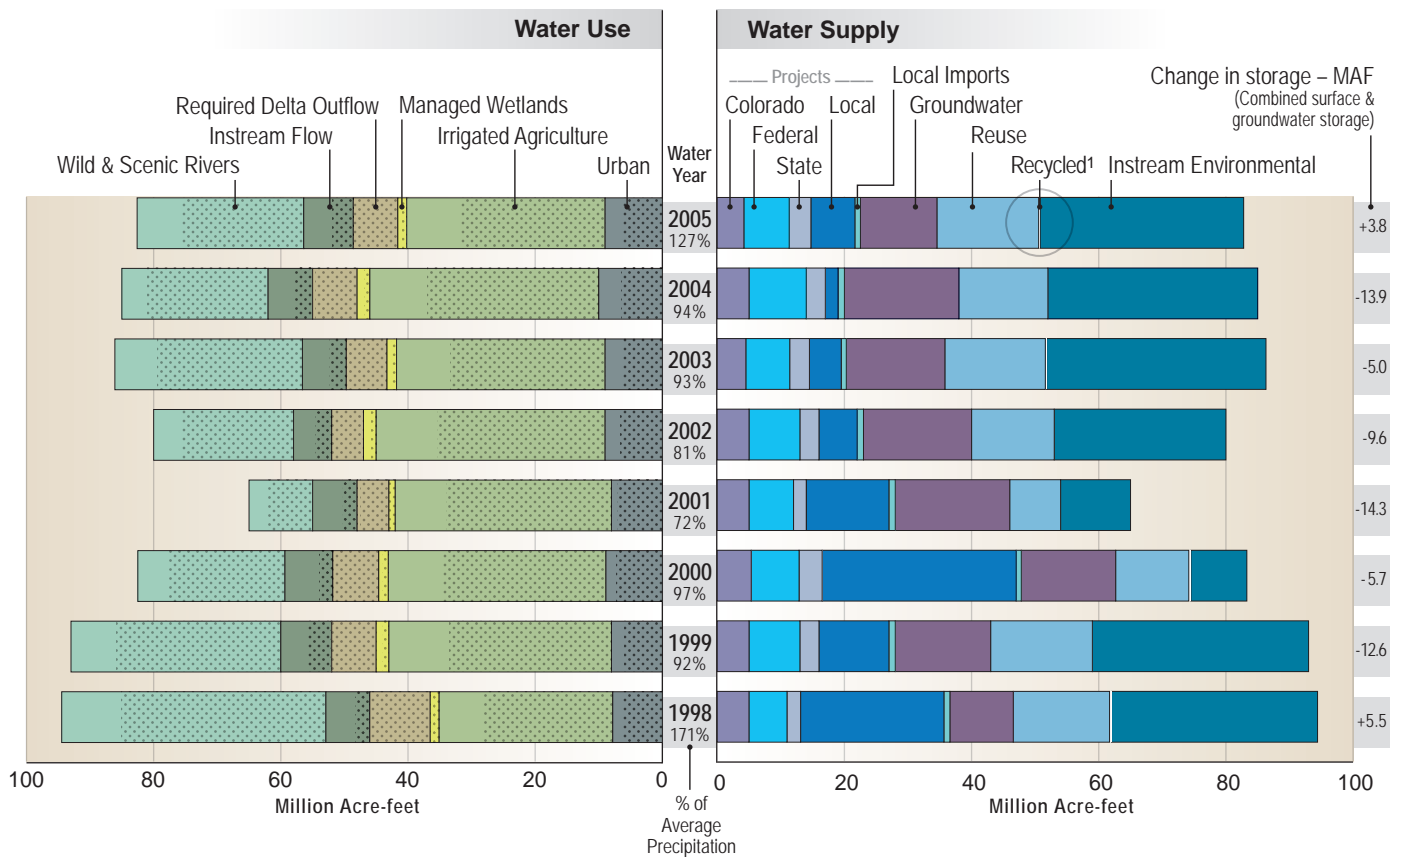 Water Use
Water Supply
Projects
Local Imports
Change in storage – MAF
(Combined surface &
groundwater storage)
Required Delta Outflow
Managed Wetlands
Colorado
Local
Groundwater
Instream Flow
Irrigated Agriculture
Federal
Reuse
Wild & Scenic Rivers
Urban
Water
Year
State
Recycled¹
Instream Environmental
2005
127%
+3.8
2004
94%
-13.9
2003
93%
-5.0
2002
81%
-9.6
2001
72%
-14.3
2000
97%
-5.7
1999
92%
-12.6
1998
171%
+5.5
100 80 60 40 20 0
0 20 40 60 80 100
Million Acre-feet
Million Acre-feet
% of
Average
Precipitation